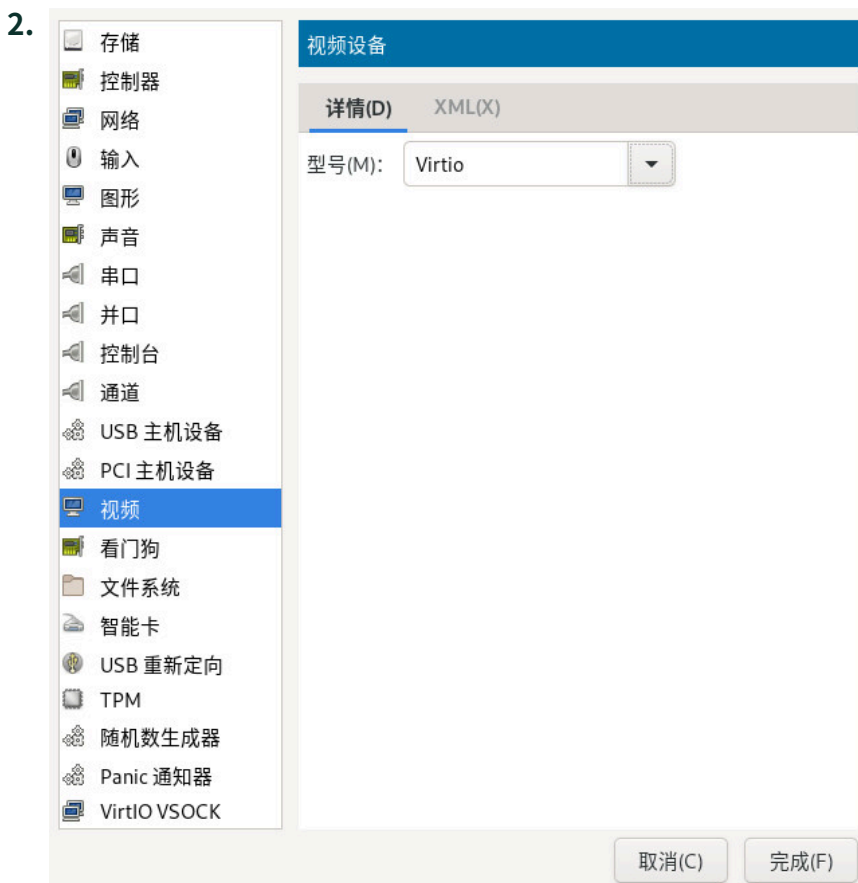 2.
存储
控制器
网络
输入
图形
声音
串口
并口
控制台
通道
USB 主机设备
PCI 主机设备
视频
看门狗
文件系统
智能卡
USB 重新定向
TPM
随机数生成器
Panic 通知器
VirtIO VSOCK
视频设备
详情(D) XML(X)
型号(M): Virtio
取消(C) 完成(F)